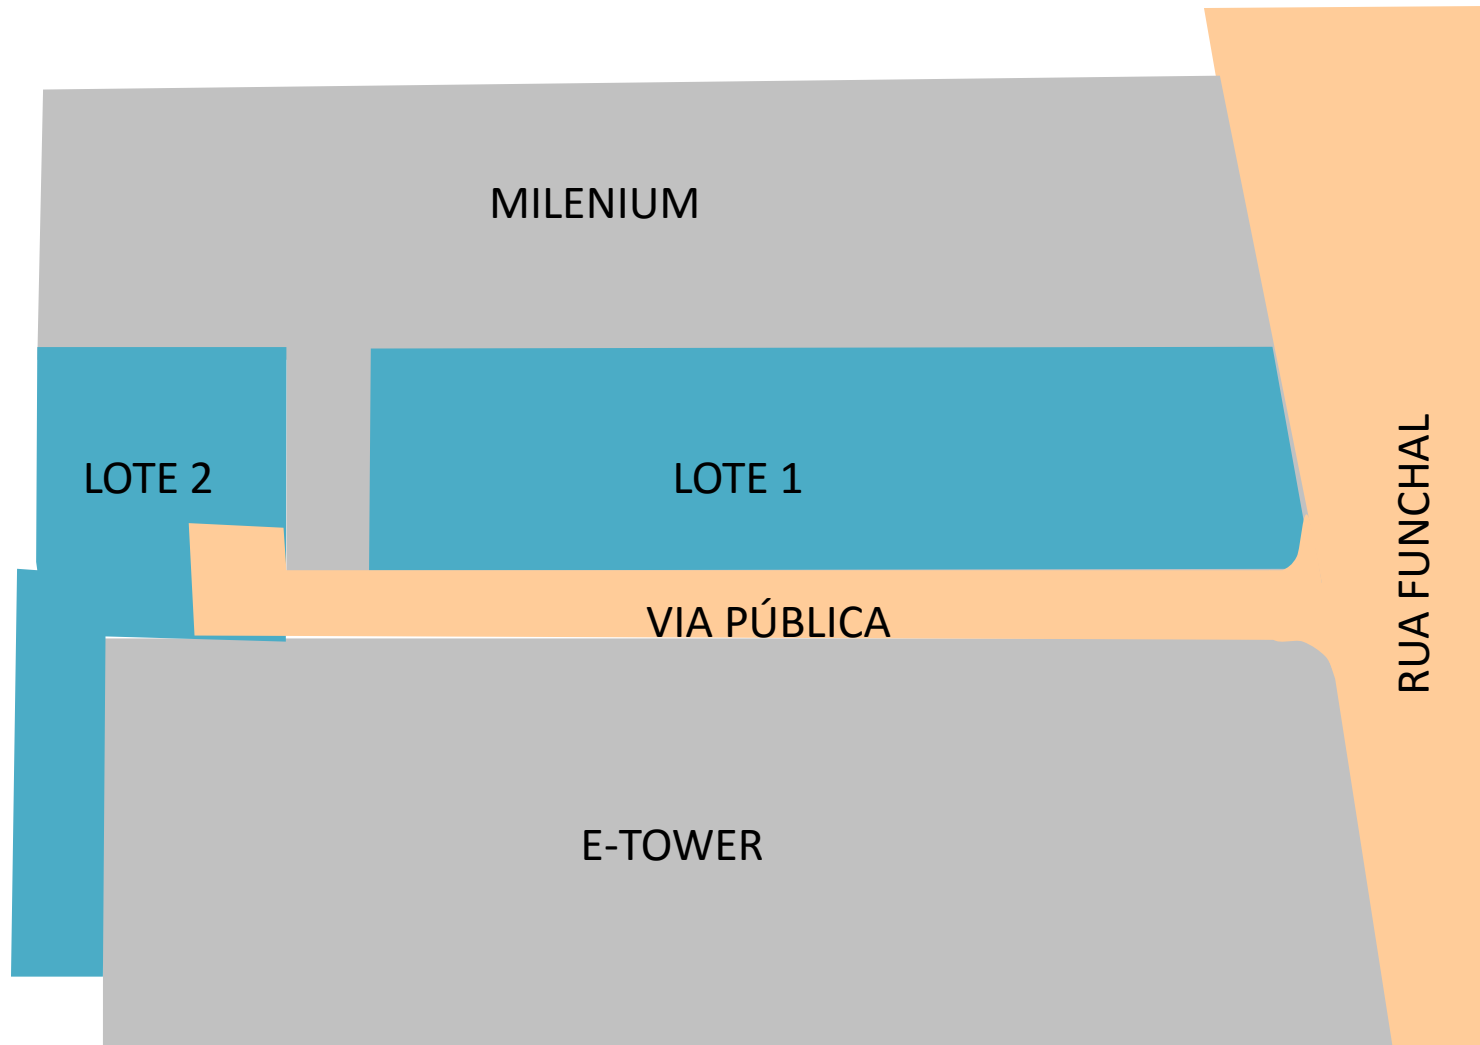 MILENIUM
LOTE 2
LOTE 1
RUA FUNCHAL
VIA PÚBLICA
E-TOWER